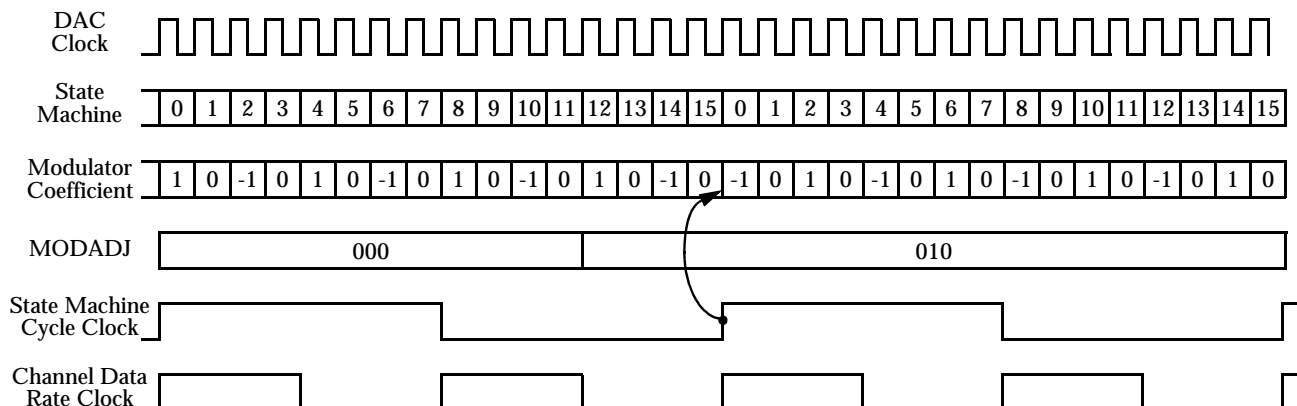 DAC
Clock
State
Machine
0 1 2 3 4 5 6 7 8 9 10 11 12 13 14 15 0 1 2 3 4 5 6 7 8 9 10 11 12 13 14 15
Modulator
Coefficient
1 0 -1 0 1 0 -1 0 1 0 -1 0 1 0 -1 0 -1 0 1 0 -1 0 1 0 -1 0 1 0 -1 0 1 0
MODADJ
000 010
State Machine
Cycle Clock
Channel Data
Rate Clock